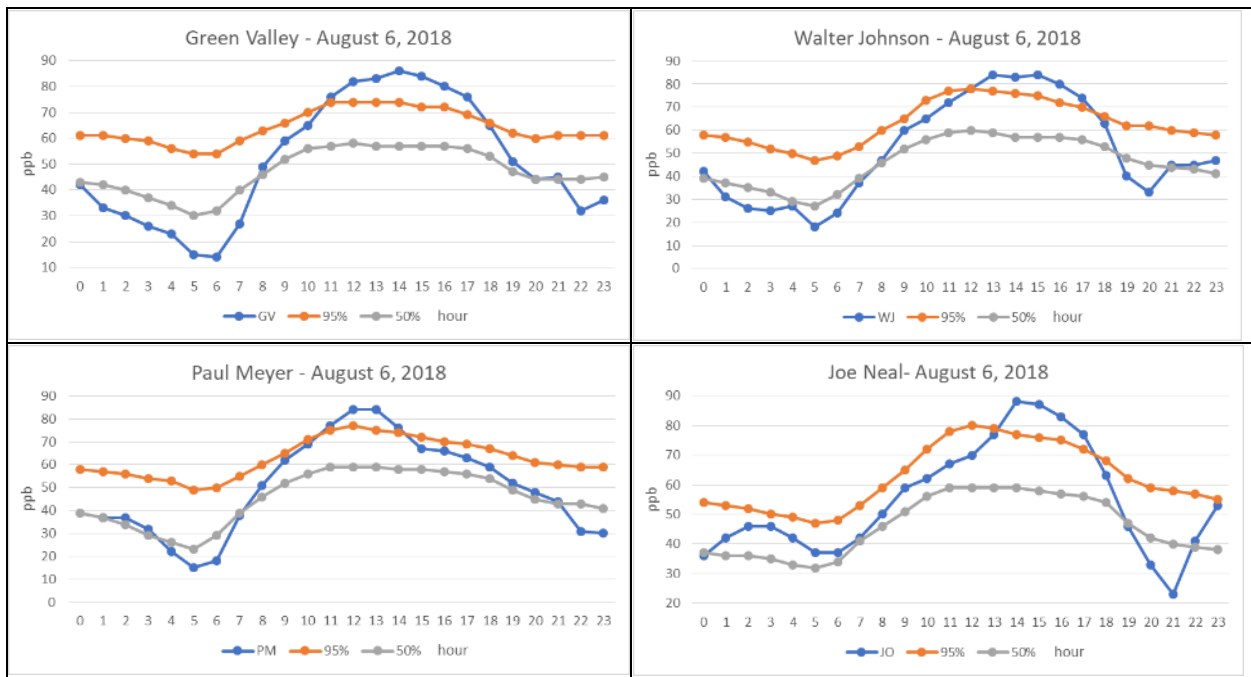 Green Valley - August 6, 2018
90
80
70
60
50
40
30
20
10
ppb
0 1 2 3 4 5 6 7 8 9 10 11 12 13 14 15 16 17 18 19 20 21 22 23
GV 95% 50% hour
Walter Johnson - August 6, 2018
90
80
70
60
50
40
30
20
10
0
ppb
0 1 2 3 4 5 6 7 8 9 10 11 12 13 14 15 16 17 18 19 20 21 22 23
WJ 95% 50% hour
Paul Meyer - August 6, 2018
90
80
70
60
50
40
30
20
10
0
ppb
0 1 2 3 4 5 6 7 8 9 10 11 12 13 14 15 16 17 18 19 20 21 22 23
PM 95% 50% hour
Joe Neal- August 6, 2018
90
80
70
60
50
40
30
20
ppb
0 1 2 3 4 5 6 7 8 9 10 11 12 13 14 15 16 17 18 19 20 21 22 23
JO 95% 50% hour